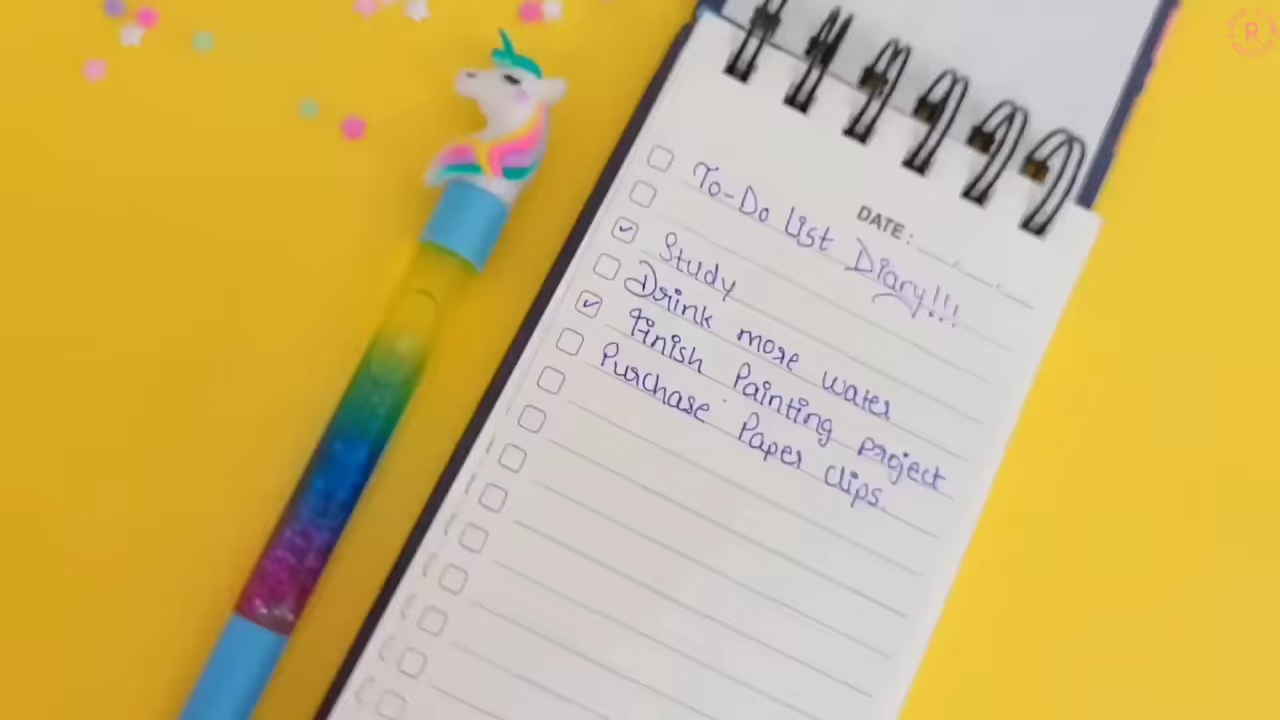 R
DATE:
To-Do List Diary!!!
Study
Drink more water
Finish Painting project
Purchase Paper clips.